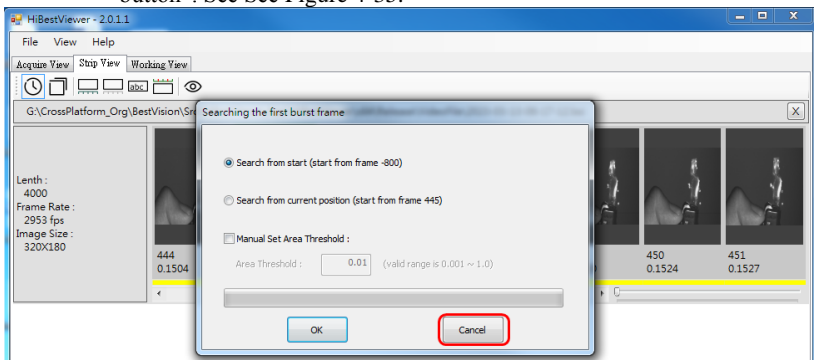 button". See See Figure 4-35.
HiBestViewer - 2.0.1.1
File View Help
Acquire View Strip View Working View
abc
G:\CrossPlatform_Org\BestVision\Src
X
Searching the first burst frame
Search from start (start from frame -800)
Search from current position (start from frame 445)
Manual Set Area Threshold :
Area Threshold : 0.01 (valid range is 0.001 ~ 1.0)
OK Cancel
Lenth :
4000
Frame Rate :
2953 fps
Image Size :
320X180
444
0.1504
450
0.1524
451
0.1527